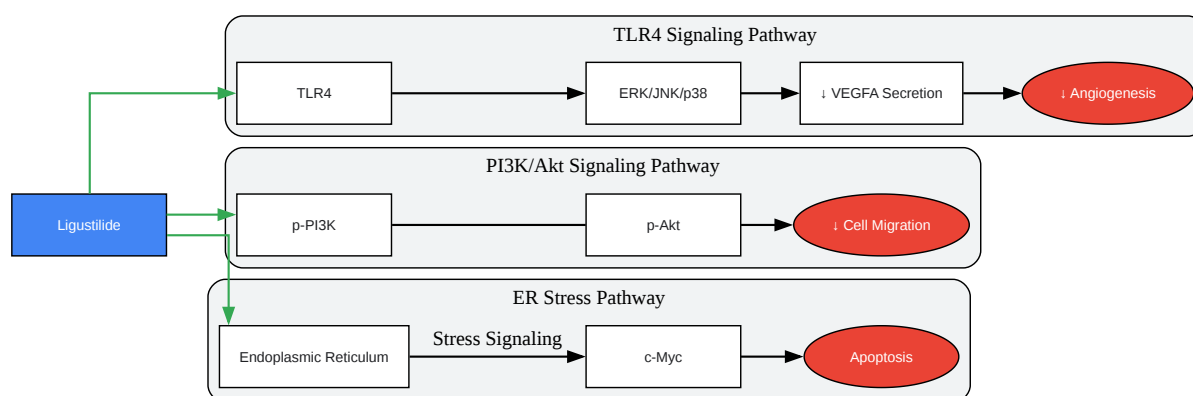 TLR4 Signaling Pathway
TLR4
ERK/JNK/p38
↓ VEGFA Secretion
↓ Angiogenesis
PI3K/Akt Signaling Pathway
Ligustilide
p-PI3K
p-Akt
↓ Cell Migration
ER Stress Pathway
Endoplasmic Reticulum
Stress Signaling
c-Myc
Apoptosis